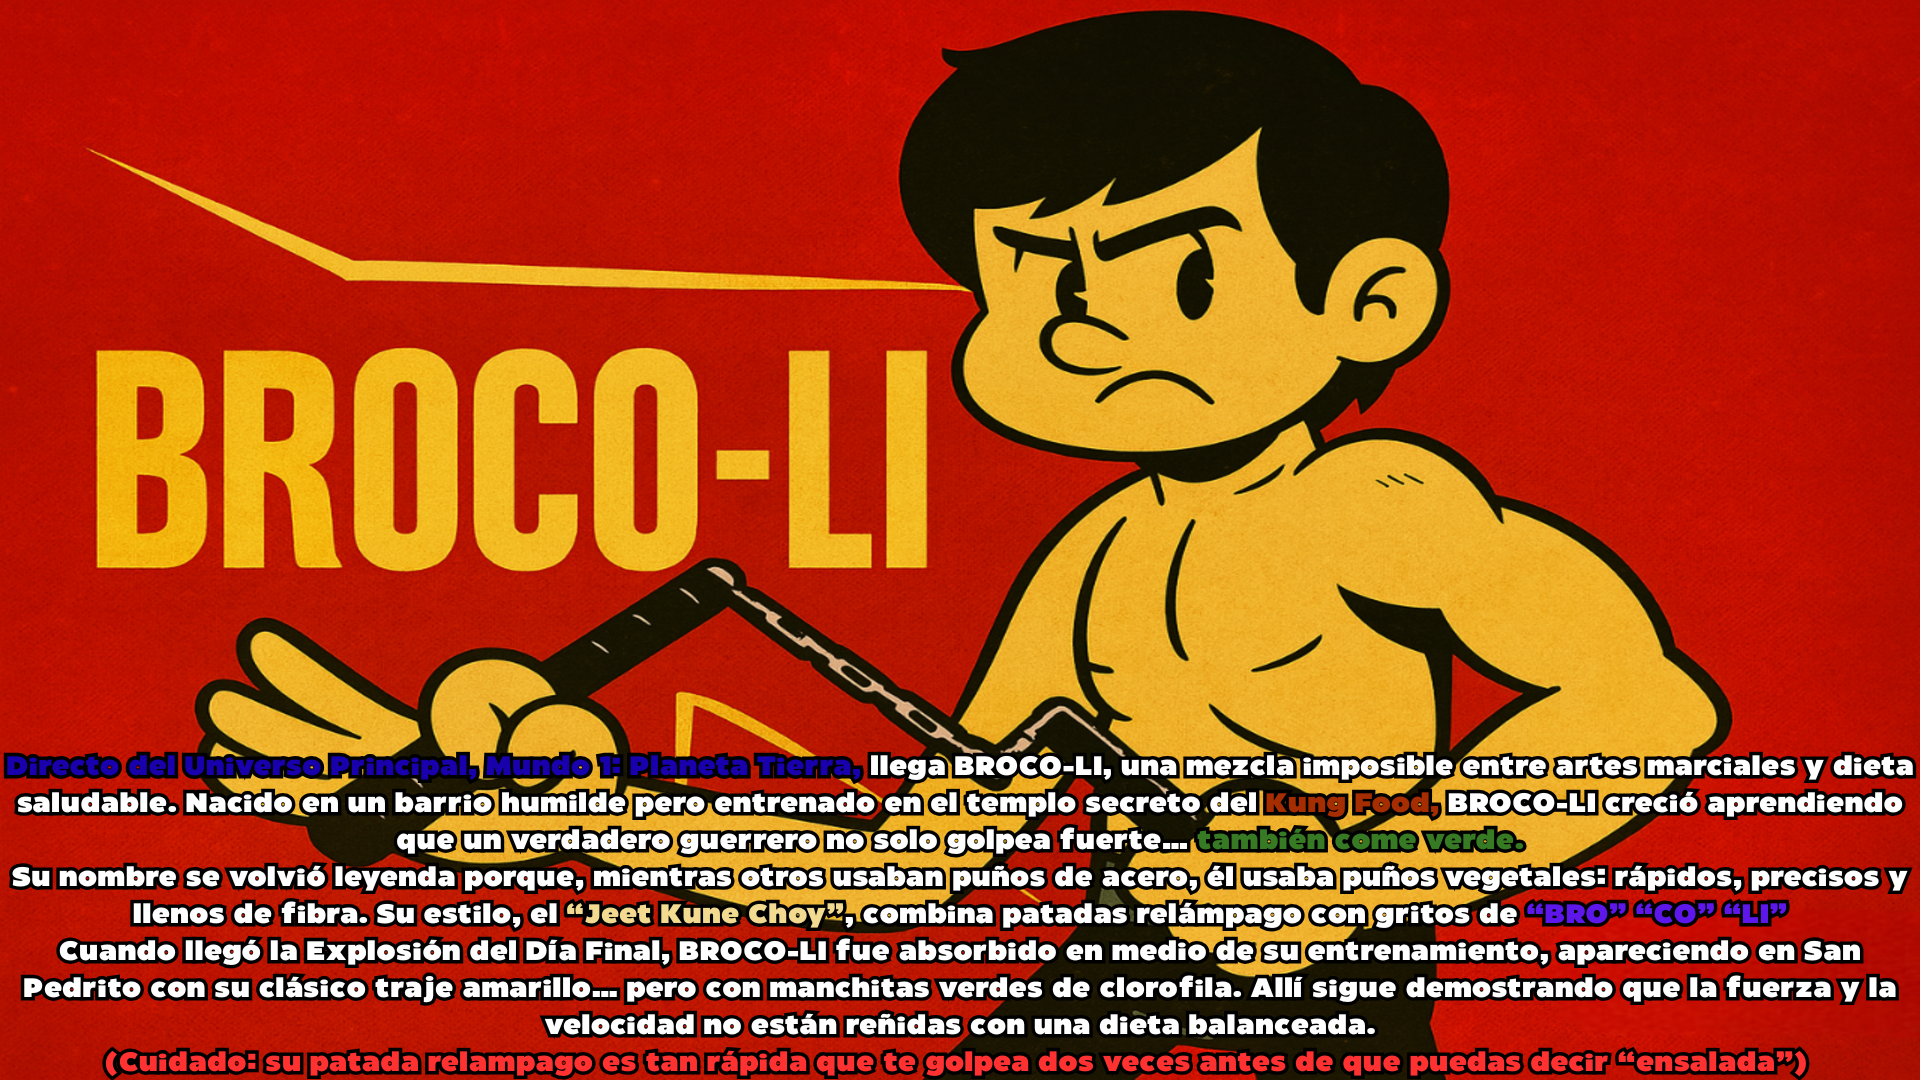 BROCO-LI
Directo del Universo Principal, Mundo 1: Planeta Tierra, llega BROCO-LI, una mezcla imposible entre artes marciales y dieta
saludable. Nacido en un barrio humilde pero entrenado en el templo secreto del Kung Food, BROCO-LI creció aprendiendo
que un verdadero guerrero no solo golpea fuerte... también come verde.
Su nombre se volvió leyenda porque, mientras otros usaban puños de acero, él usaba puños vegetales: rápidos, precisos y
llenos de fibra. Su estilo, el “Jeet Kune Choy”, combina patadas relámpago con gritos de “BRO” “CO” “LI”
Cuando llegó la Explosión del Día Final, BROCO-LI fue absorbido en medio de su entrenamiento, apareciendo en San
Pedrito con su clásico traje amarillo... pero con manchitas verdes de clorofila. Allí sigue demostrando que la fuerza y la
velocidad no están reñidas con una dieta balanceada.
(Cuidado: su patada relampago es tan rápida que te golpea dos veces antes de que puedas decir “ensalada”)